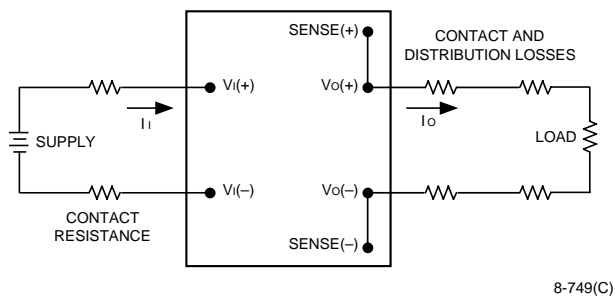 SENSE(+)
CONTACT AND
DISTRIBUTION LOSSES
VI(+)
VO(+)
II
IO
SUPPLY
LOAD
VI(–)
VO(–)
CONTACT
RESISTANCE
SENSE(–)
8-749(C)